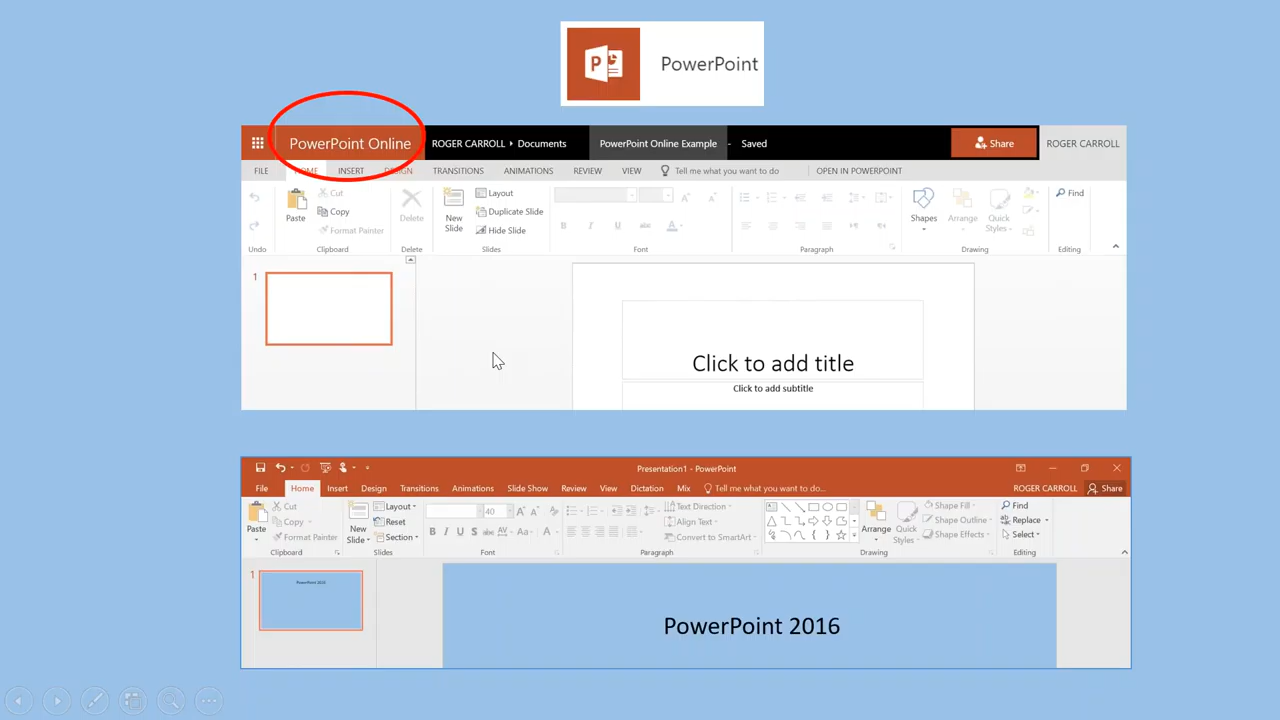 PowerPoint
PowerPoint Online ROGER CARROLL Documents PowerPoint Online Example - Saved Share ROGER CARROLL
FILE HOME INSERT DESIGN TRANSITIONS ANIMATIONS REVIEW VIEW Tell me what you want to do OPEN IN POWERPOINT
Cut Layout Find
Copy Duplicate Slide
Format Painter Hide Slide
Paste Delete New Slide Shapes Arrange Quick Styles
Undo Clipboard Delete Slides Font Paragraph Drawing Editing
1
Click to add title
Click to add subtitle
Presentation1 - PowerPoint
File Home Insert Design Transitions Animations Slide Show Review View Dictation Mix Tell me what you want to do... ROGER CARROLL Share
Cut Layout 40 Text Direction Shape Fill Find
Copy Reset Align Text Shape Outline Replace
Format Painter Section Convert to SmartArt Shape Effects Select
Paste New Slide Arrange Quick Styles
Clipboard Slides Font Paragraph Drawing Editing
1
PowerPoint 2016
PowerPoint 2016